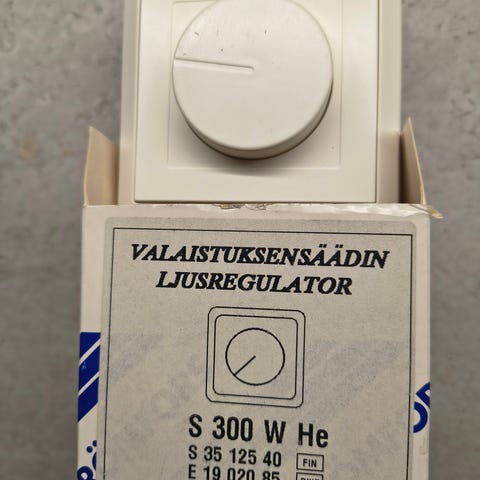 VALAISTUKSENSÄÄDIN
LJUSREGULATOR
S 300 W He
S 35 125 40 FIN
E 19 020 85